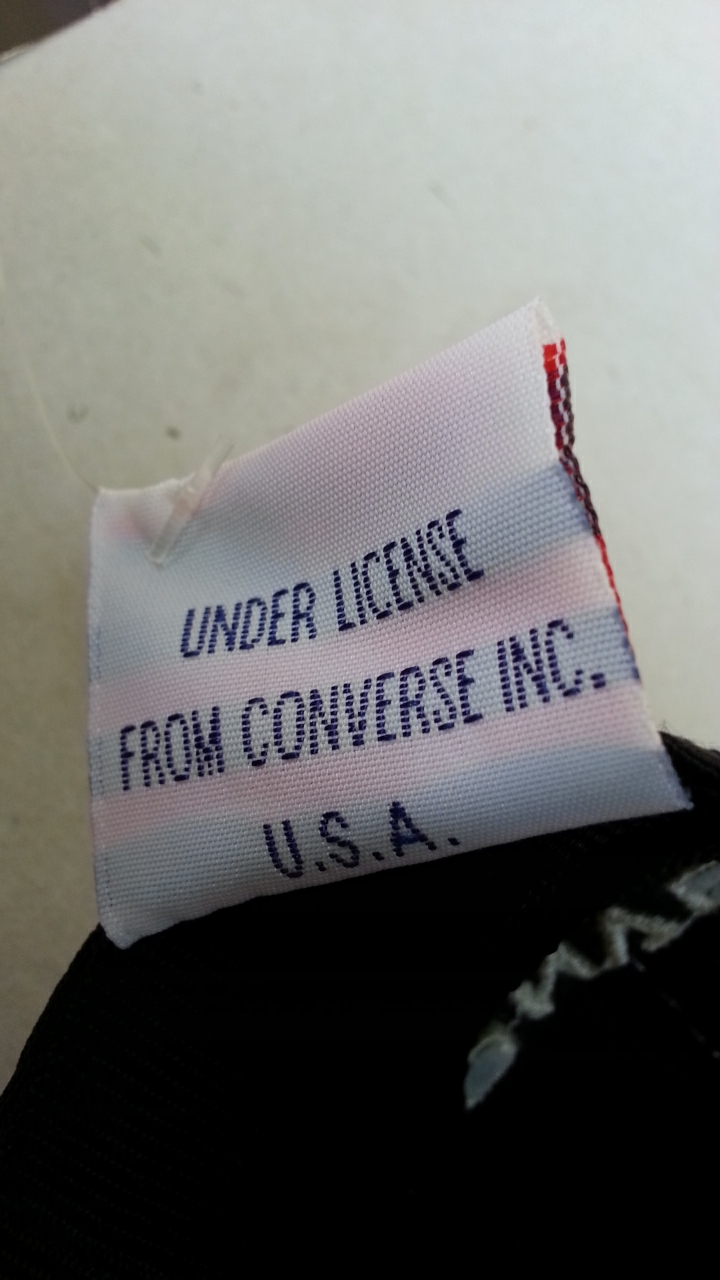 UNDER LICENSE
FROM CONVERSE INC.
U.S.A.